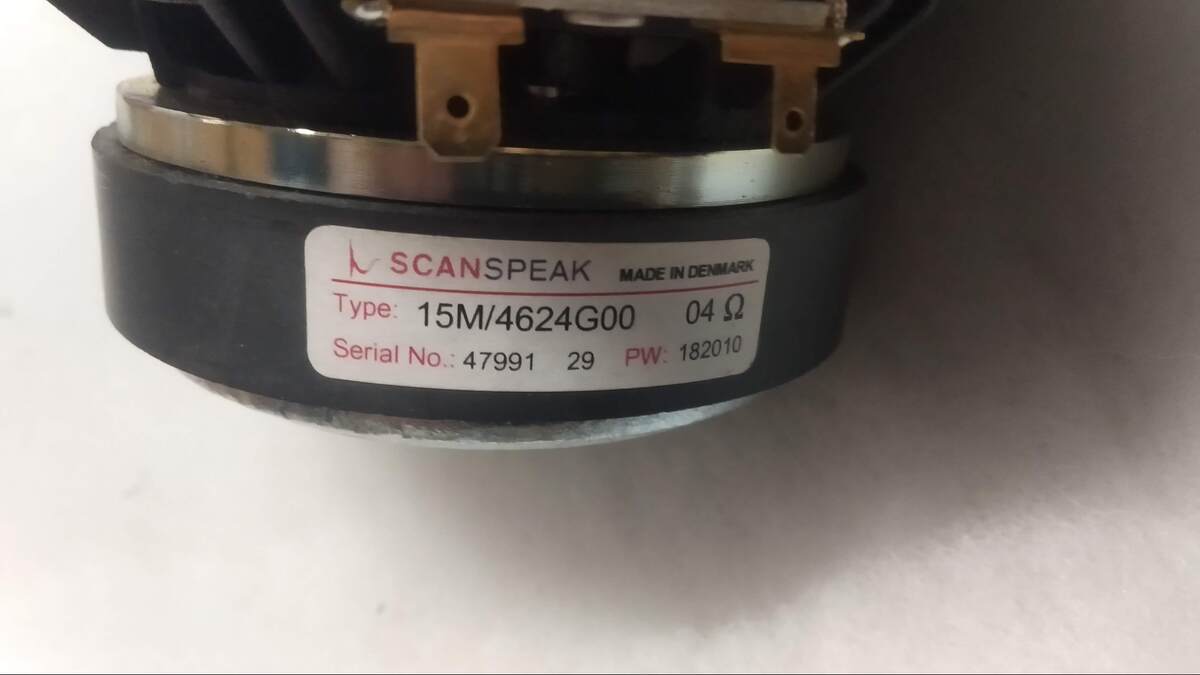 SCANSPEAK MADE IN DENMARK
Type: 15M/4624G00 04 Ω
Serial No.: 47991 29 PW: 182010